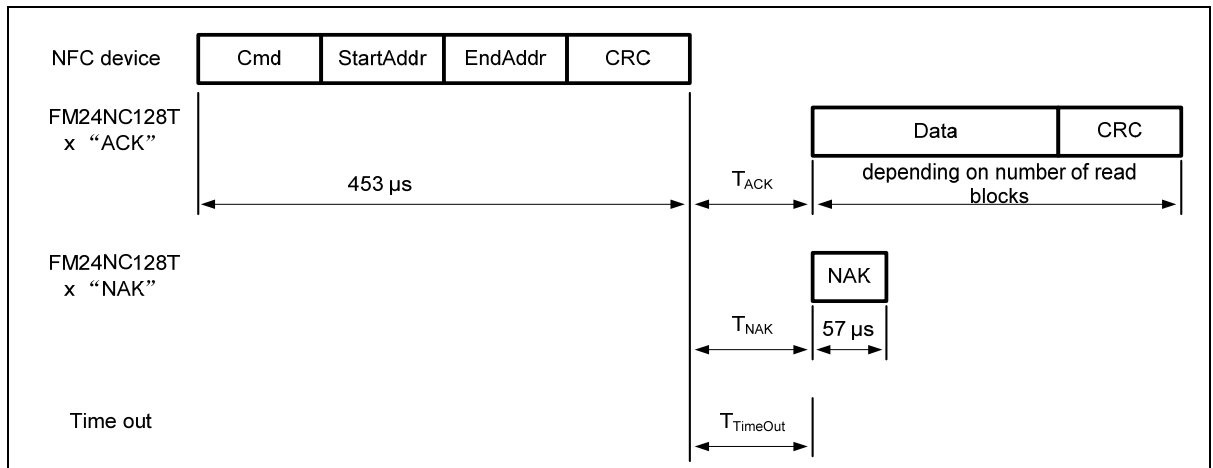 NFC device Cmd StartAddr EndAddr CRC
FM24NC128T
x “ACK”
Data CRC
453 µs
TACK
depending on number of read
blocks
FM24NC128T
x “NAK”
NAK
TNAK
57 µs
Time out
TTimeOut